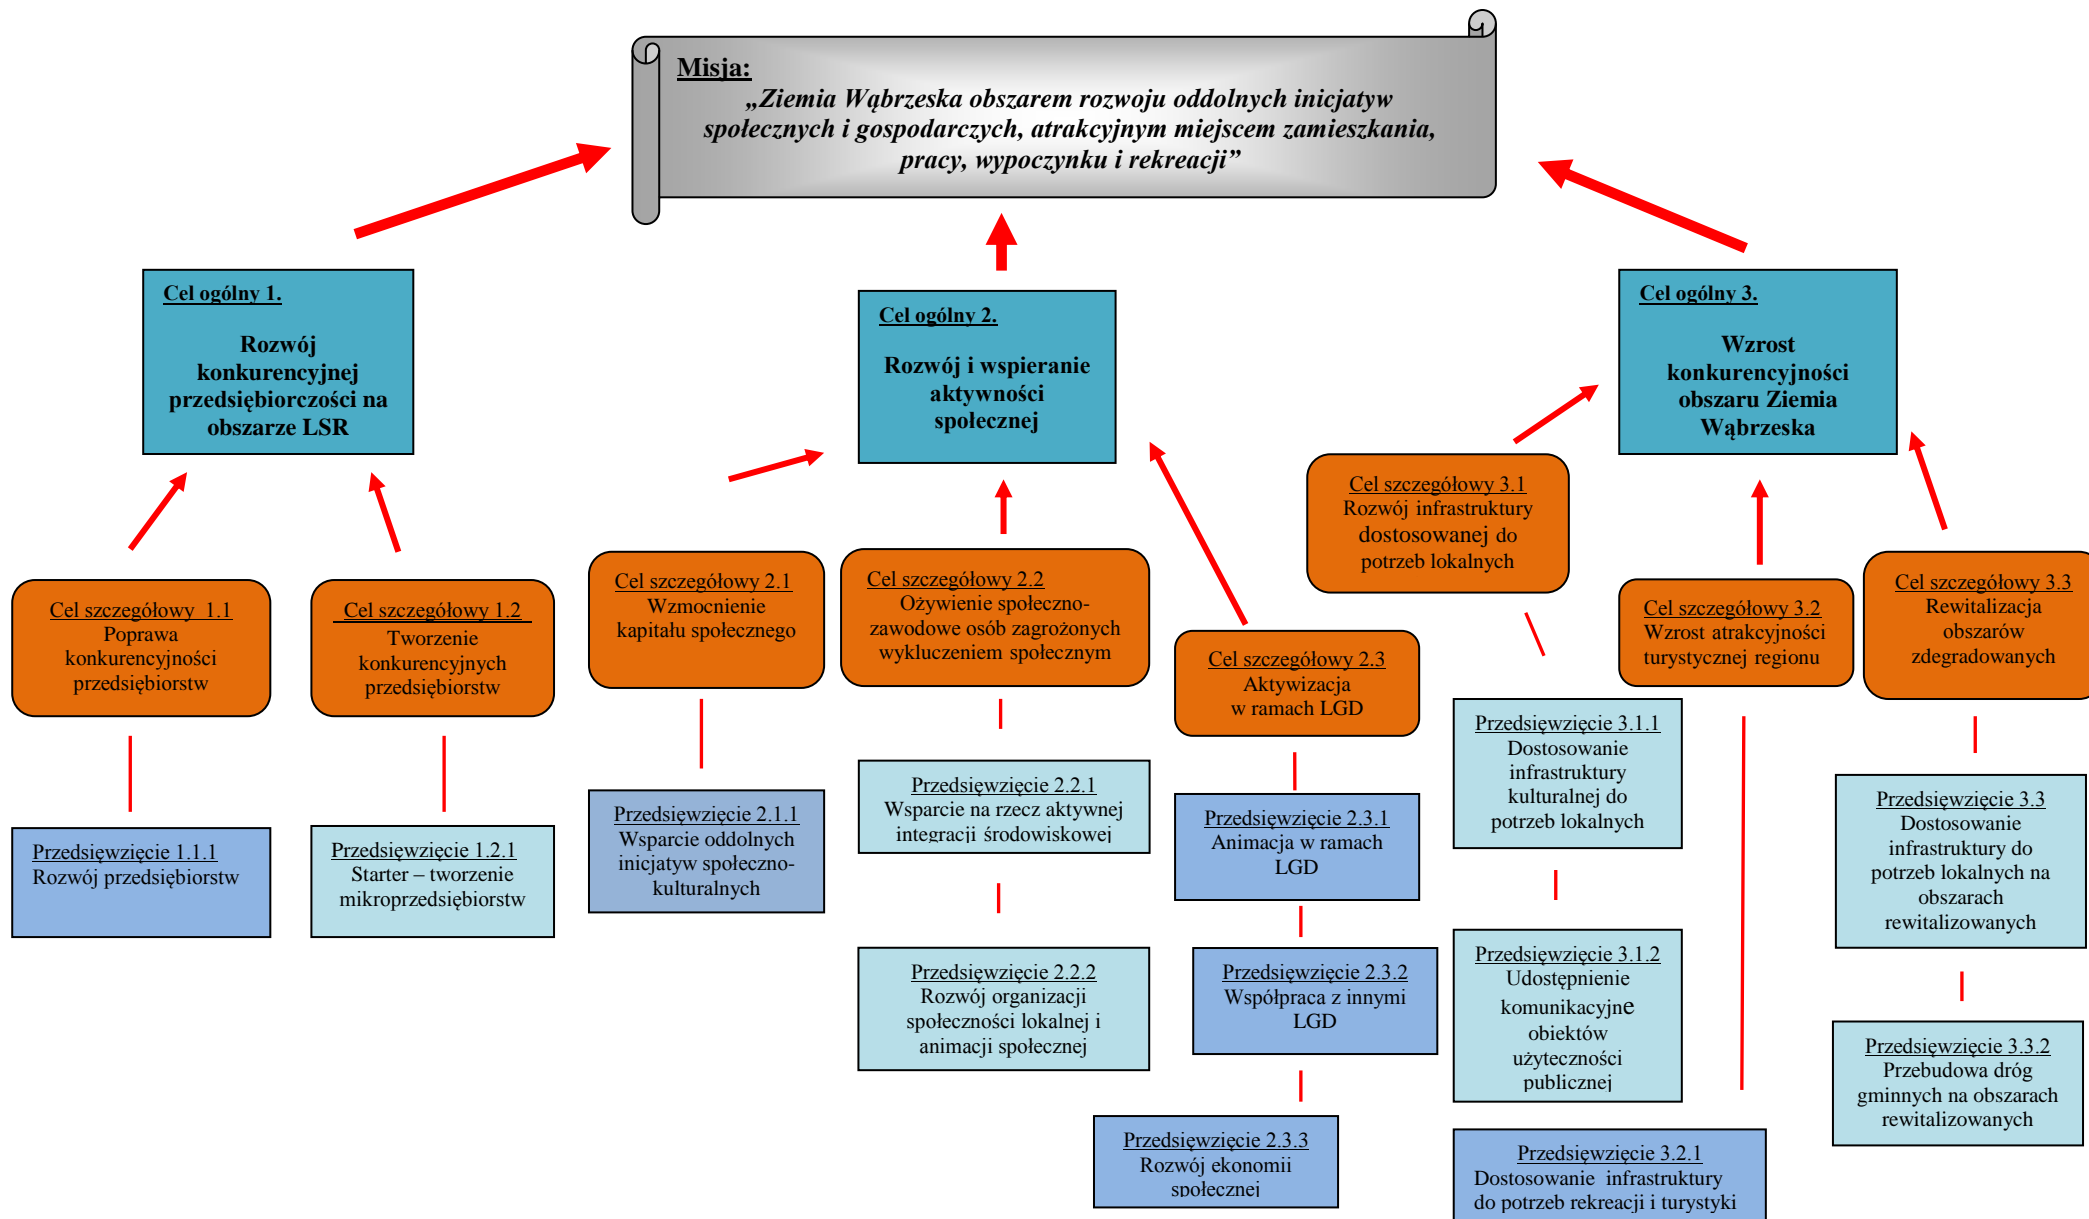 Misja:
„Ziemia Wąbrzeska obszarem rozwoju oddolnych inicjatyw
społecznych i gospodarczych, atrakcyjnym miejscem zamieszkania,
pracy, wypoczynku i rekreacji”
Cel ogólny 1.
Rozwój
konkurencyjnej
przedsiębiorczości na
obszarze LSR
Cel ogólny 2.
Rozwój i wspieranie
aktywności
społecznej
Cel ogólny 3.
Wzrost
konkurencyjności
obszaru Ziemia
Wąbrzeska
Cel szczegółowy 1.1
Poprawa
konkurencyjności
przedsiębiorstw
Cel szczegółowy 1.2
Tworzenie
konkurencyjnych
przedsiębiorstw
Cel szczegółowy 2.1
Wzmocnienie
kapitału społecznego
Cel szczegółowy 2.2
Ożywienie społeczno-
zawodowe osób zagrożonych
wykluczeniem społecznym
Cel szczegółowy 2.3
Aktywizacja
w ramach LGD
Cel szczegółowy 3.1
Rozwój infrastruktury
dostosowanej do
potrzeb lokalnych
Cel szczegółowy 3.2
Wzrost atrakcyjności
turystycznej regionu
Cel szczegółowy 3.3
Rewitalizacja
obszarów
zdegradowanych
Przedsięwzięcie 1.1.1
Rozwój przedsiębiorstw
Przedsięwzięcie 1.2.1
Starter – tworzenie
mikroprzedsiębiorstw
Przedsięwzięcie 2.1.1
Wsparcie oddolnych
inicjatyw społeczno-
kulturalnych
Przedsięwzięcie 2.2.1
Wsparcie na rzecz aktywnej
integracji środowiskowej
Przedsięwzięcie 2.2.2
Rozwój organizacji
społeczności lokalnej i
animacji społecznej
Przedsięwzięcie 2.3.1
Animacja w ramach
LGD
Przedsięwzięcie 2.3.2
Współpraca z innymi
LGD
Przedsięwzięcie 2.3.3
Rozwój ekonomii
społecznej
Przedsięwzięcie 3.1.1
Dostosowanie
infrastruktury
kulturalnej do
potrzeb lokalnych
Przedsięwzięcie 3.1.2
Udostępnienie
komunikacyjne
obiektów
użyteczności
publicznej
Przedsięwzięcie 3.2.1
Dostosowanie infrastruktury
do potrzeb rekreacji i turystyki
Przedsięwzięcie 3.3
Dostosowanie
infrastruktury do
potrzeb lokalnych na
obszarach
rewitalizowanych
Przedsięwzięcie 3.3.2
Przebudowa dróg
gminnych na obszarach
rewitalizowanych